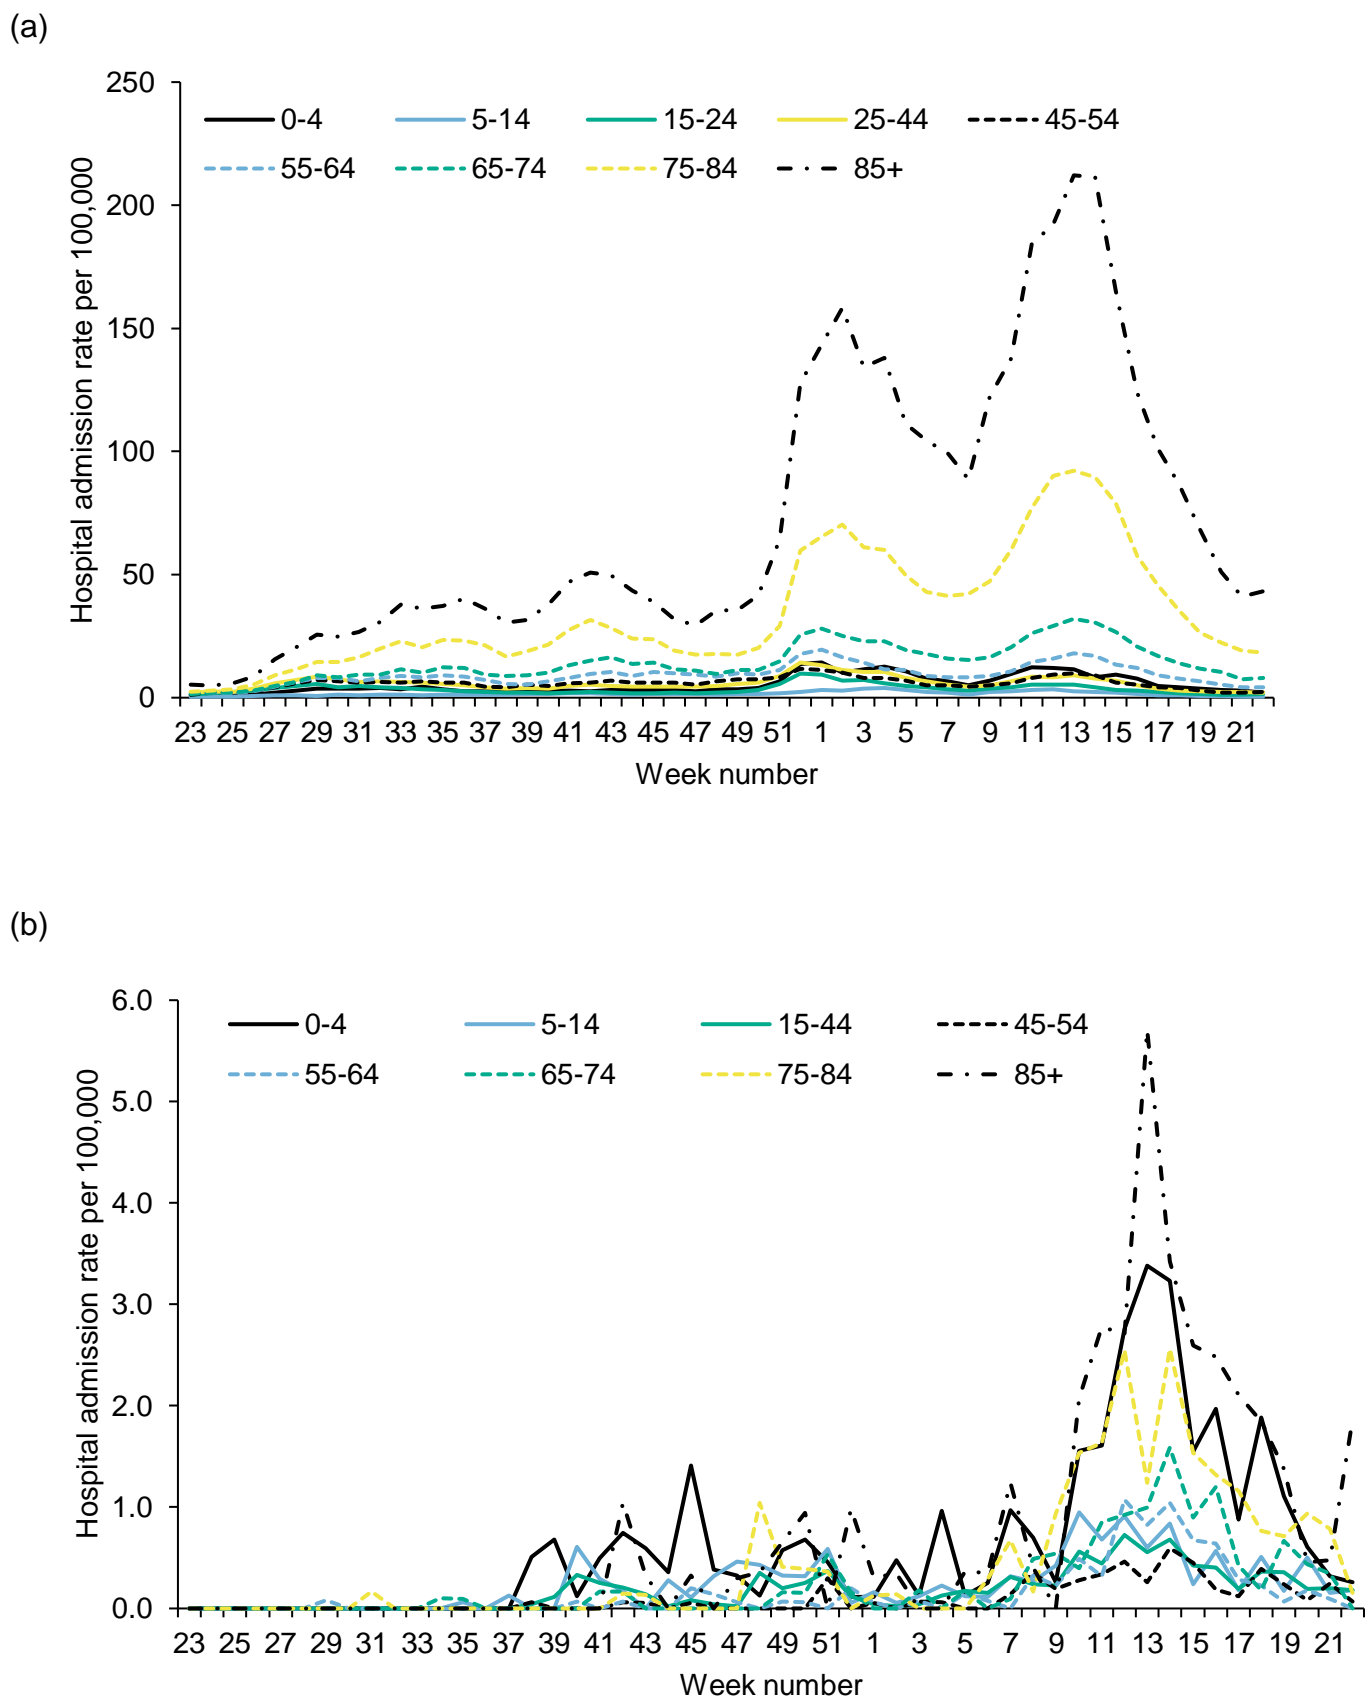 (a)
Hospital admission rate per 100,000
250
200
150
100
50
0
0-4 5-14 15-24 25-44 45-54
55-64 65-74 75-84 85+
23 25 27 29 31 33 35 37 39 41 43 45 47 49 51 1 3 5 7 9 11 13 15 17 19 21
Week number
(b)
Hospital admission rate per 100,000
6.0
5.0
4.0
3.0
2.0
1.0
0.0
0-4 5-14 15-44 45-54
55-64 65-74 75-84 85+
23 25 27 29 31 33 35 37 39 41 43 45 47 49 51 1 3 5 7 9 11 13 15 17 19 21
Week number